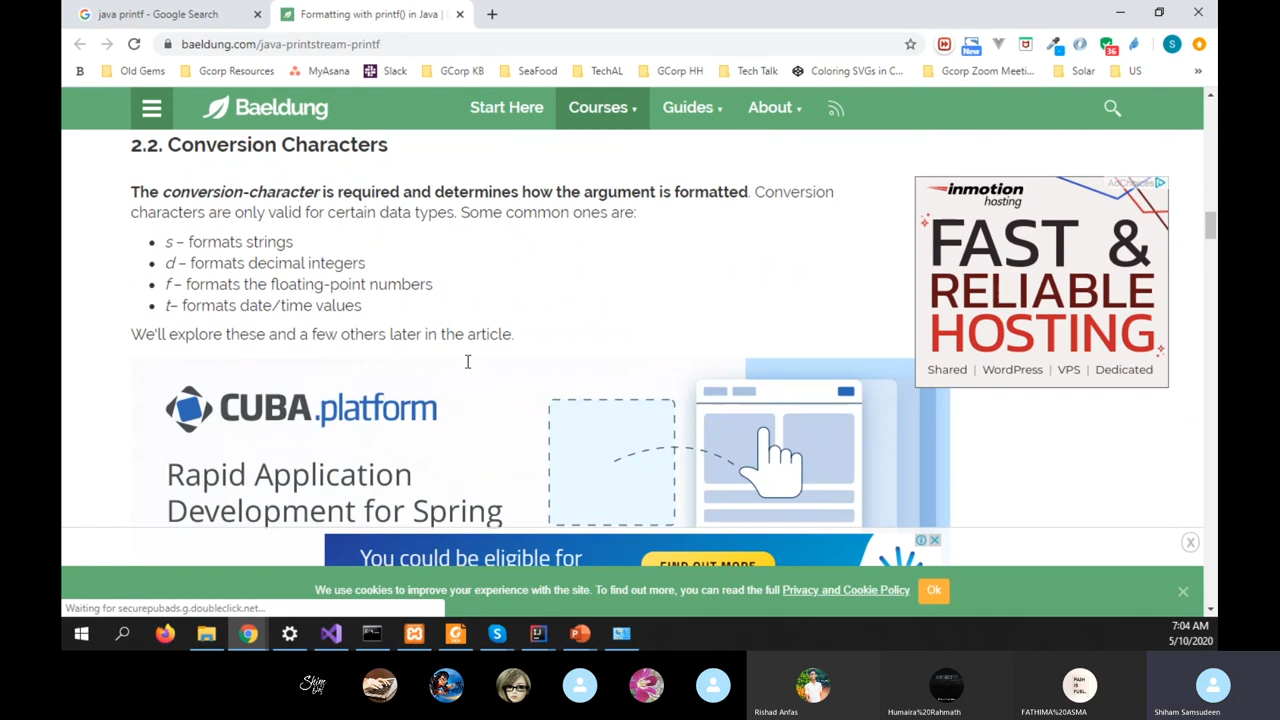 java printf - Google Search
Formatting with printf() in Java |
baeldung.com/java-printstream-printf
New
36
S
B
Old Gems
Gcorp Resources
MyAsana
Slack
GCorp KB
SeaFood
TechAL
GCorp HH
Tech Talk
Coloring SVGs in C...
Gcorp Zoom Meeti...
Solar
US
Baeldung
Start Here
Courses
Guides
About
2.2. Conversion Characters
The conversion-character is required and determines how the argument is formatted. Conversion
characters are only valid for certain data types. Some common ones are:
s – formats strings
d – formats decimal integers
f – formats the floating-point numbers
t– formats date/time values
We'll explore these and a few others later in the article.
AdChoices
inmotion
hosting
FAST &
RELIABLE
HOSTING
Shared | WordPress | VPS | Dedicated
CUBA.platform
Rapid Application
Development for Spring
You could be eligible for
FIND OUT MORE
We use cookies to improve your experience with the site. To find out more, you can read the full Privacy and Cookie Policy
Ok
Waiting for securepubads.g.doubleclick.net...
7:04 AM
5/10/2020
Rishad Anfas
Humaira%20Rahmath
FATHIMA%20ASMA
Shiham Samsudeen